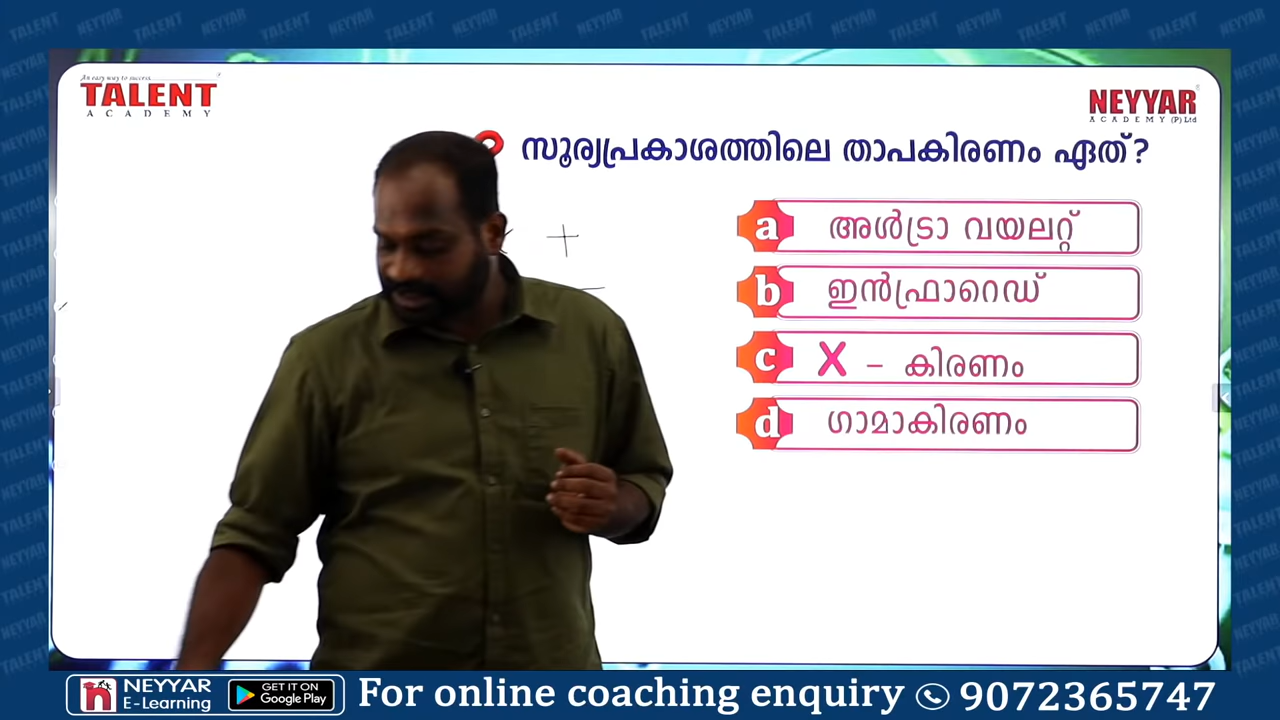 An easy way to success
TALENT
ACADEMY
NEYYAR
ACADEMY (P) Ltd
സൂര്യപ്രകാശത്തിലെ താപകിരണം ഏത്?
a അൾട്രാ വയലറ്റ്
b ഇൻഫ്രാറെഡ്
c X – കിരണം
d ഗാമാകിരണം
+
NEYYAR
E-Learning
GET IT ON
Google Play
For online coaching enquiry 9072365747